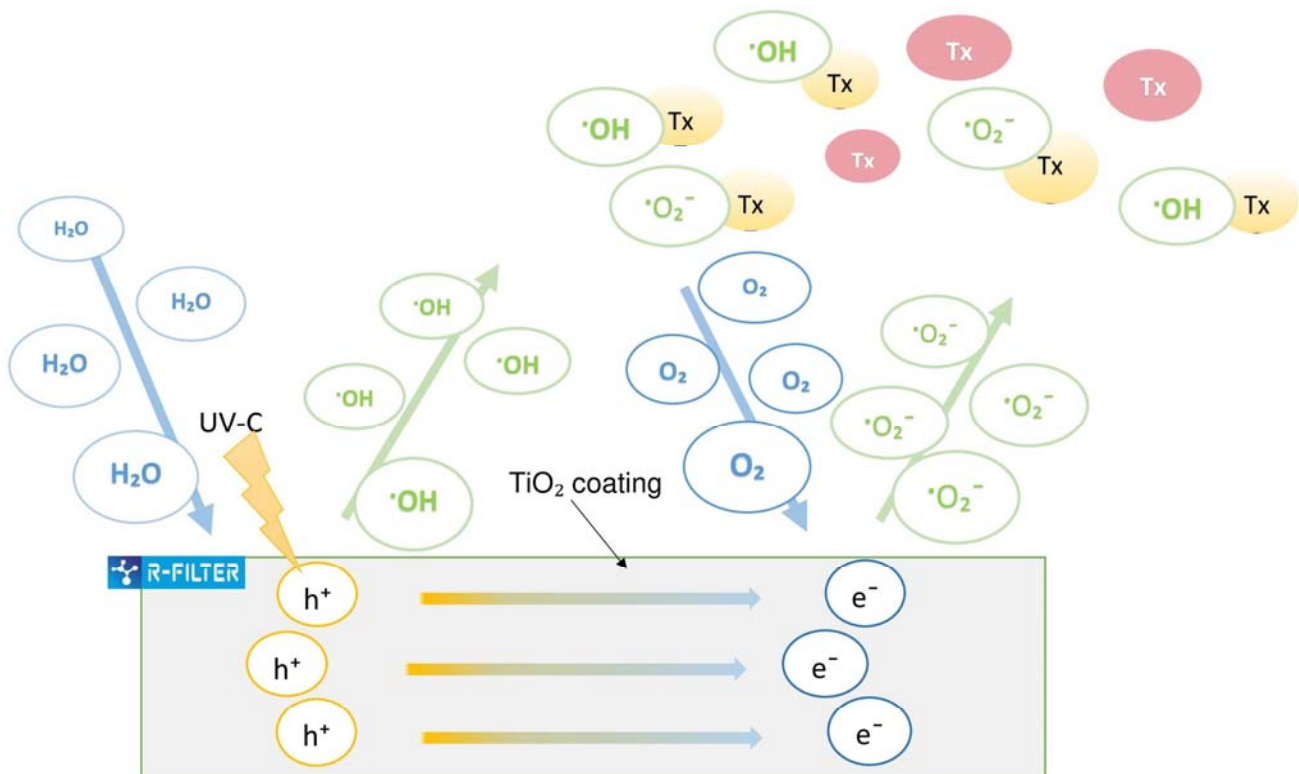 ˙OH
Tx
Tx
Tx
˙OH
Tx
˙O₂⁻
Tx
Tx
˙O₂⁻
Tx
˙OH
Tx
H₂O
H₂O
H₂O
H₂O
˙OH
˙OH
˙OH
˙OH
O₂
O₂
O₂
O₂
˙O₂⁻
˙O₂⁻
˙O₂⁻
˙O₂⁻
UV-C
TiO₂ coating
R-FILTER
h⁺
e⁻
h⁺
e⁻
h⁺
e⁻